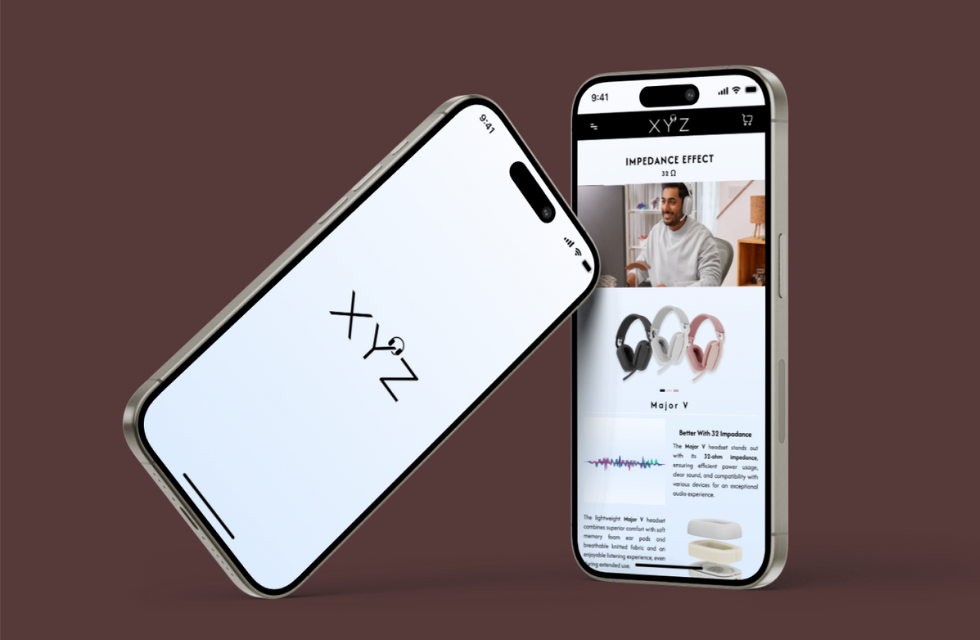 9:41
XYZ
9:41
XYZ
IMPEDANCE EFFECT
32 Ω
Major V
Better With 32 Impadance
The Major V headset stands out
with its 32-ohm impedance,
ensuring efficient power usage,
clear sound, and compatibility with
various devices for an exceptional
audio experience.
The lightweight Major V headset
combines superior comfort with soft
memory foam ear pads and
breathable knitted fabric and an
enjoyable listening experience, even
during extended use.